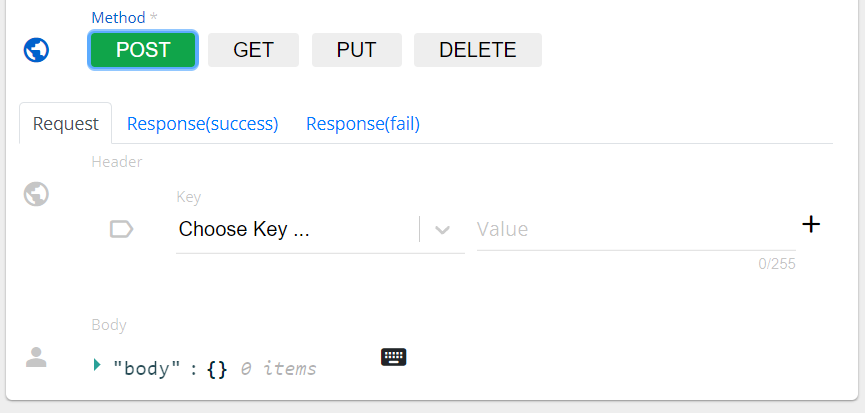 Method *
POST GET PUT DELETE
Request Response(success) Response(fail)
Header
Key
Choose Key ... Value
0/255
Body
"body" : {} 0 items